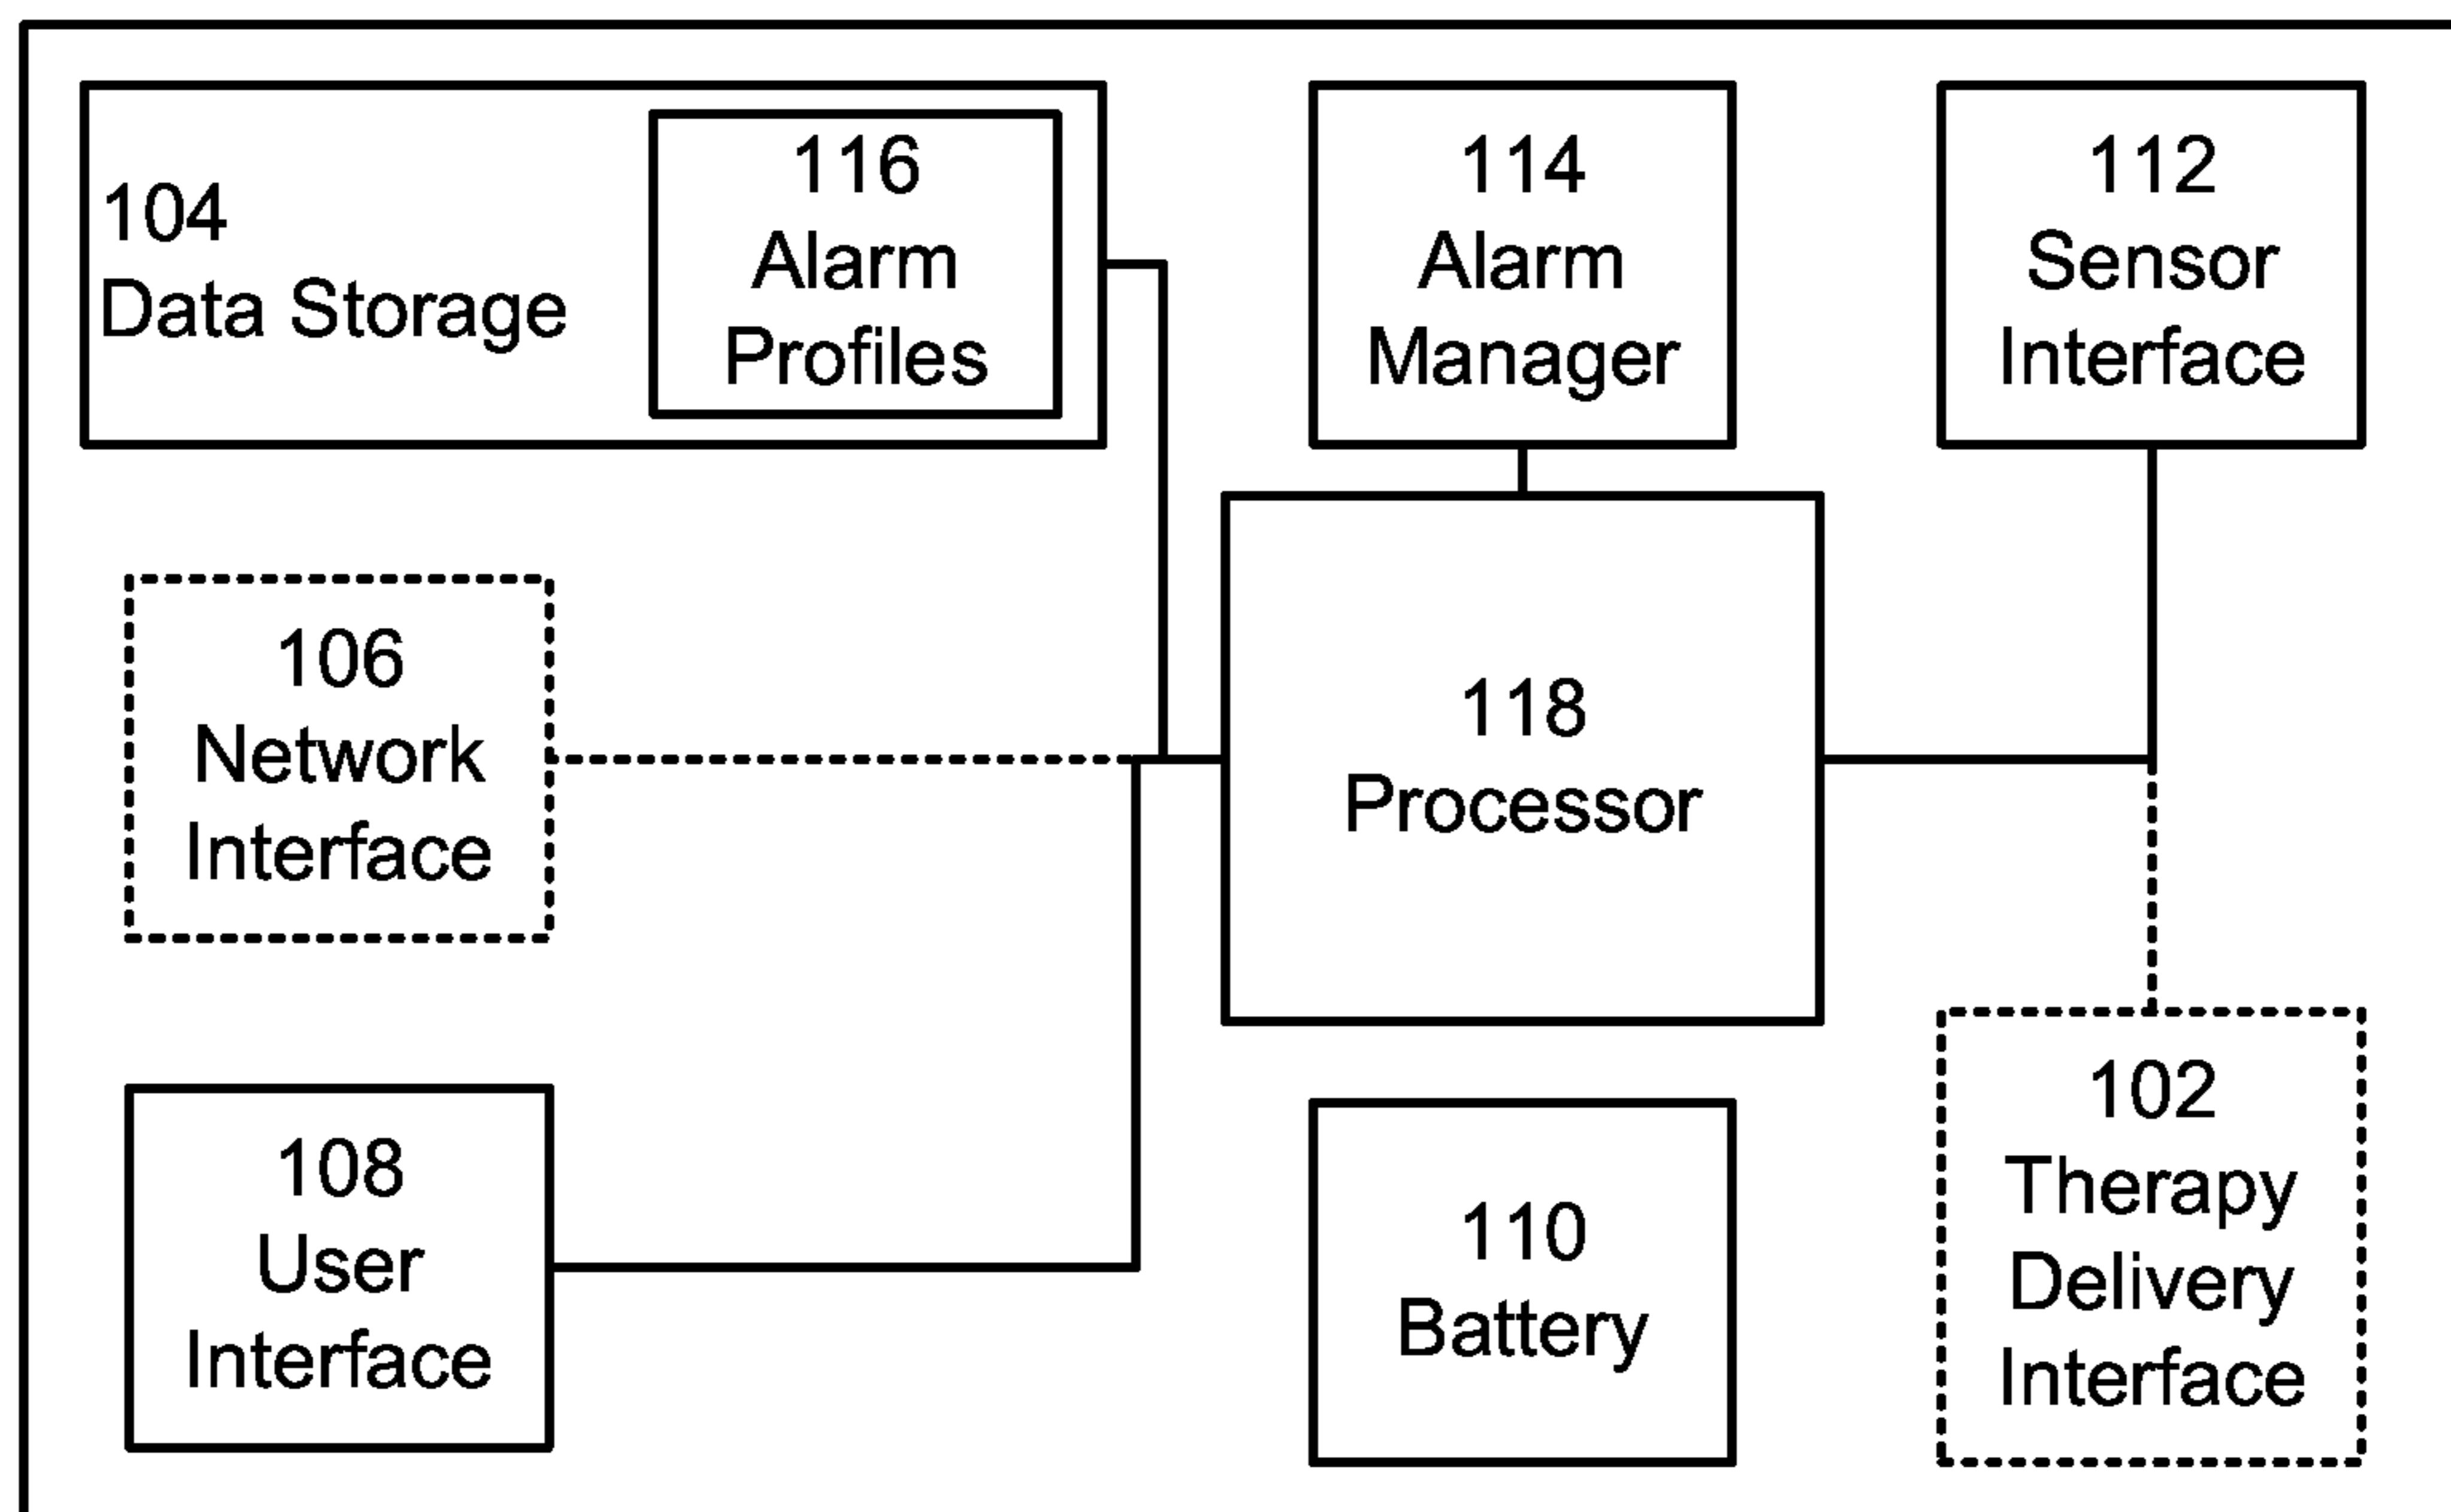 104
Data Storage
116
Alarm
Profiles
114
Alarm
Manager
112
Sensor
Interface
106
Network
Interface
118
Processor
108
User
Interface
110
Battery
102
Therapy
Delivery
Interface